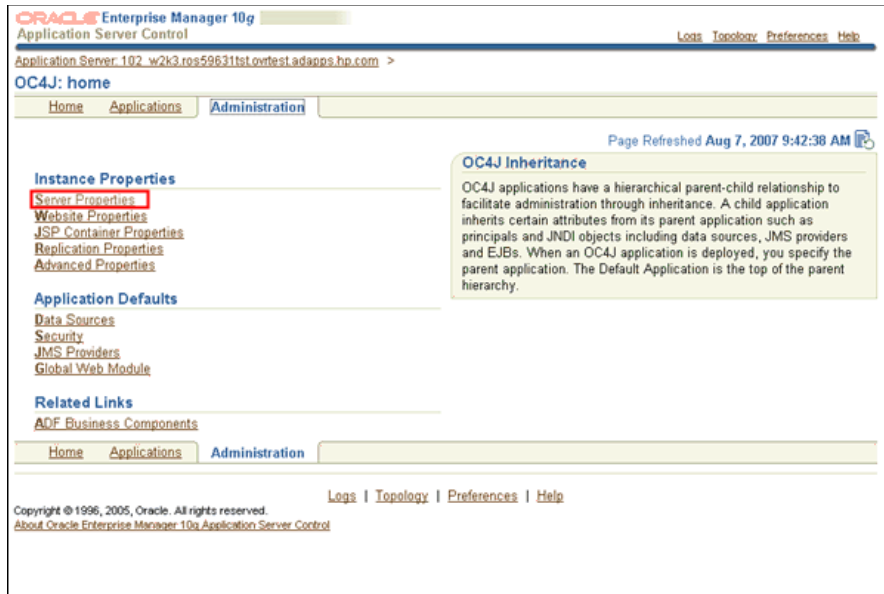 ORACLE Enterprise Manager 10g
Application Server Control
Logs Topology Preferences Help
Application Server: 102_w2k3.ros59631tst.ovrtest.adapps.hp.com >
OC4J: home
Home Applications Administration
Page Refreshed Aug 7, 2007 9:42:38 AM
Instance Properties
Server Properties
Website Properties
JSP Container Properties
Replication Properties
Advanced Properties
Application Defaults
Data Sources
Security
JMS Providers
Global Web Module
Related Links
ADF Business Components
OC4J Inheritance
OC4J applications have a hierarchical parent-child relationship to
facilitate administration through inheritance. A child application
inherits certain attributes from its parent application such as
principals and JNDI objects including data sources, JMS providers
and EJBs. When an OC4J application is deployed, you specify the
parent application. The Default Application is the top of the parent
hierarchy.
Home Applications Administration
Logs | Topology | Preferences | Help
Copyright © 1996, 2005, Oracle. All rights reserved.
About Oracle Enterprise Manager 10g Application Server Control